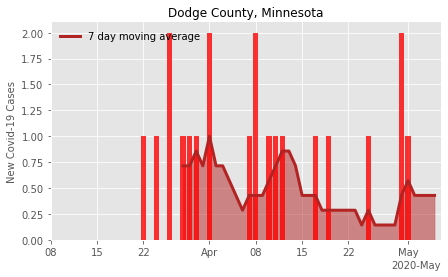 Dodge County, Minnesota
7 day moving average
New Covid-19 Cases
2.00
1.75
1.50
1.25
1.00
0.75
0.50
0.25
0.00
08
15
22
Apr
08
15
22
May
2020-May